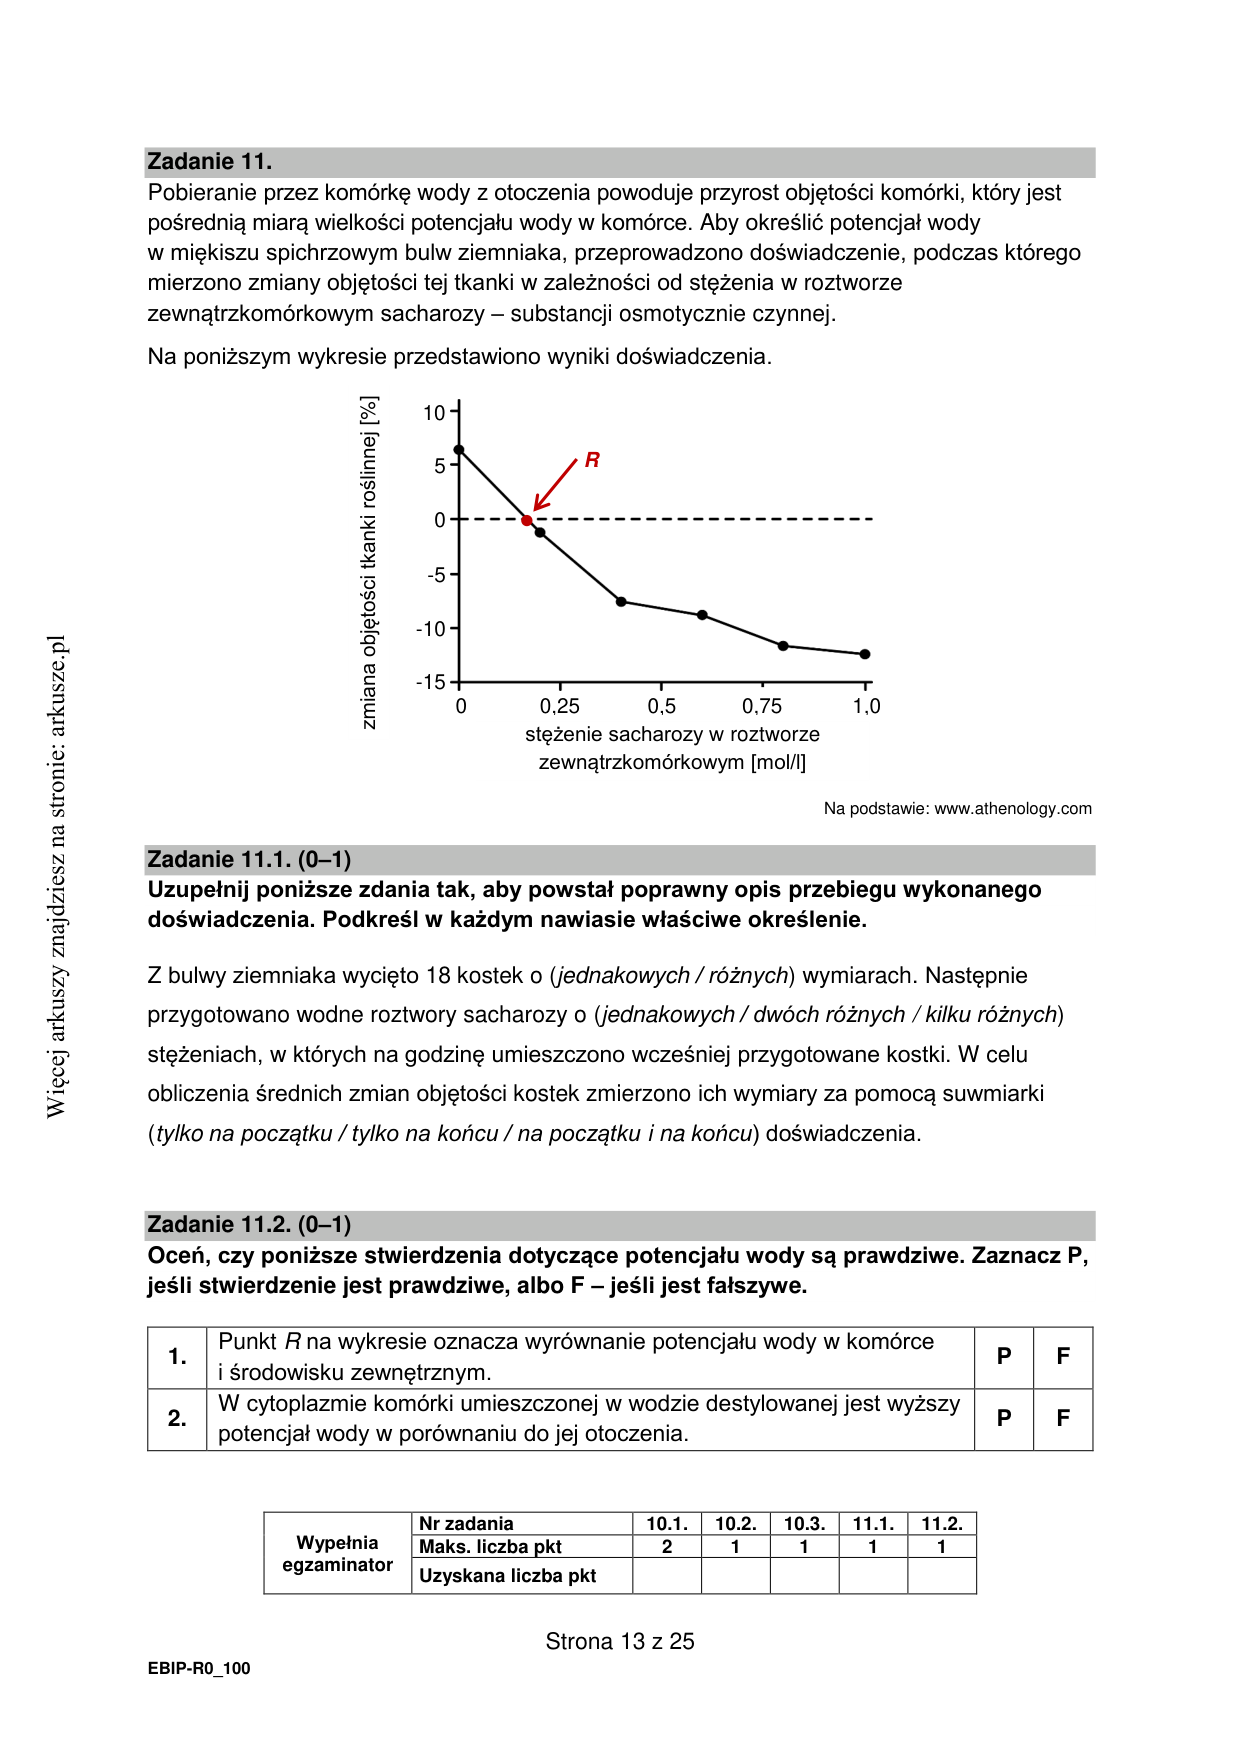 Zadanie 11.
Pobieranie przez komórkę wody z otoczenia powoduje przyrost objętości komórki, który jest
pośrednią miarą wielkości potencjału wody w komórce. Aby określić potencjał wody
w miękiszu spichrzowym bulw ziemniaka, przeprowadzono doświadczenie, podczas którego
mierzono zmiany objętości tej tkanki w zależności od stężenia w roztworze
zewnątrzkomórkowym sacharozy – substancji osmotycznie czynnej.
Na poniższym wykresie przedstawiono wyniki doświadczenia.
zmiana objętości tkanki roślinnej [%]
10
5
0
-5
-10
-15
R
0 0,25 0,5 0,75 1,0
stężenie sacharozy w roztworze
zewnątrzkomórkowym [mol/l]
Na podstawie: www.athenology.com
Zadanie 11.1. (0–1)
Uzupełnij poniższe zdania tak, aby powstał poprawny opis przebiegu wykonanego
doświadczenia. Podkreśl w każdym nawiasie właściwe określenie.
Z bulwy ziemniaka wycięto 18 kostek o (jednakowych / różnych) wymiarach. Następnie
przygotowano wodne roztwory sacharozy o (jednakowych / dwóch różnych / kilku różnych)
stężeniach, w których na godzinę umieszczono wcześniej przygotowane kostki. W celu
obliczenia średnich zmian objętości kostek zmierzono ich wymiary za pomocą suwmiarki
(tylko na początku / tylko na końcu / na początku i na końcu) doświadczenia.
Zadanie 11.2. (0–1)
Oceń, czy poniższe stwierdzenia dotyczące potencjału wody są prawdziwe. Zaznacz P,
jeśli stwierdzenie jest prawdziwe, albo F – jeśli jest fałszywe.
1. Punkt R na wykresie oznacza wyrównanie potencjału wody w komórce
i środowisku zewnętrznym. P F
2. W cytoplazmie komórki umieszczonej w wodzie destylowanej jest wyższy
potencjał wody w porównaniu do jej otoczenia. P F
Wypełnia
egzaminator
Nr zadania 10.1. 10.2. 10.3. 11.1. 11.2.
Maks. liczba pkt 2 1 1 1 1
Uzyskana liczba pkt
Strona 13 z 25
EBIP-R0_100
Więcej arkuszy znajdziesz na stronie: arkusze.pl